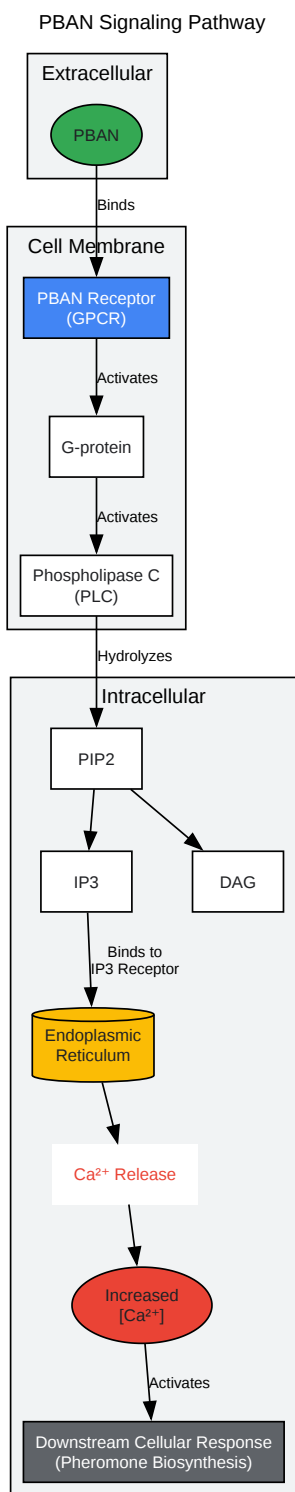 PBAN Signaling Pathway
Extracellular
PBAN
Binds
Cell Membrane
PBAN Receptor
(GPCR)
Activates
G-protein
Activates
Phospholipase C
(PLC)
Hydrolyzes
Intracellular
PIP2
IP3
DAG
Binds to
IP3 Receptor
Endoplasmic
Reticulum
Ca²⁺ Release
Increased
[Ca²⁺]
Activates
Downstream Cellular Response
(Pheromone Biosynthesis)